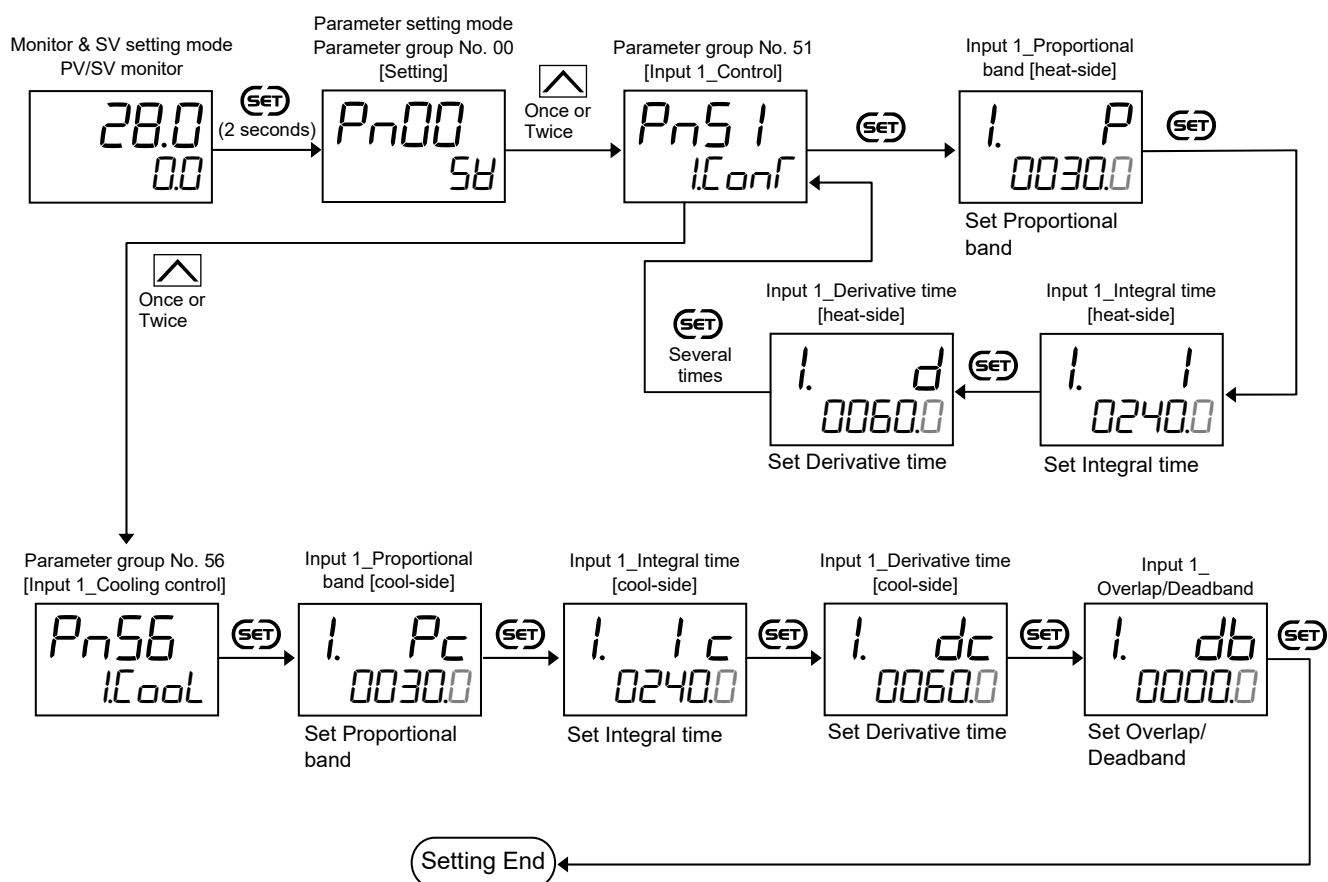 Monitor & SV setting mode
PV/SV monitor
28.0
0.0
SET
(2 seconds)
Parameter setting mode
Parameter group No. 00
[Setting]
Pn00
SV
Once or
Twice
Parameter group No. 51
[Input 1_Control]
Pn51
1.Cont
SET
Input 1_Proportional
band [heat-side]
1. P
0030.0
Set Proportional
band
SET
Input 1_Integral time
[heat-side]
1. I
0240.0
Set Integral time
SET
Input 1_Derivative time
[heat-side]
1. d
0060.0
Set Derivative time
SET
Several
times
Once or
Twice
Parameter group No. 56
[Input 1_Cooling control]
Pn56
1.CooL
SET
Input 1_Proportional
band [cool-side]
1. Pc
0030.0
Set Proportional
band
SET
Input 1_Integral time
[cool-side]
1. Ic
0240.0
Set Integral time
SET
Input 1_Derivative time
[cool-side]
1. dc
0060.0
Set Derivative time
SET
Input 1_
Overlap/Deadband
1. db
0000.0
Set Overlap/
Deadband
SET
Setting End